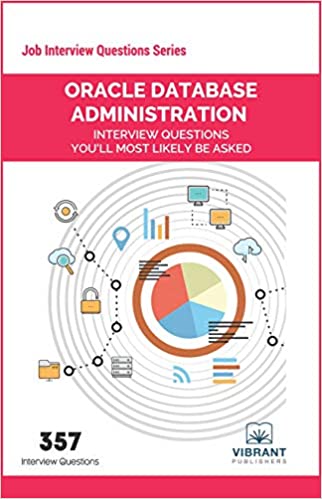 Job Interview Questions Series
ORACLE DATABASE
ADMINISTRATION
INTERVIEW QUESTIONS
YOU'LL MOST LIKELY BE ASKED
357
Interview Questions
VIBRANT
PUBLISHERS